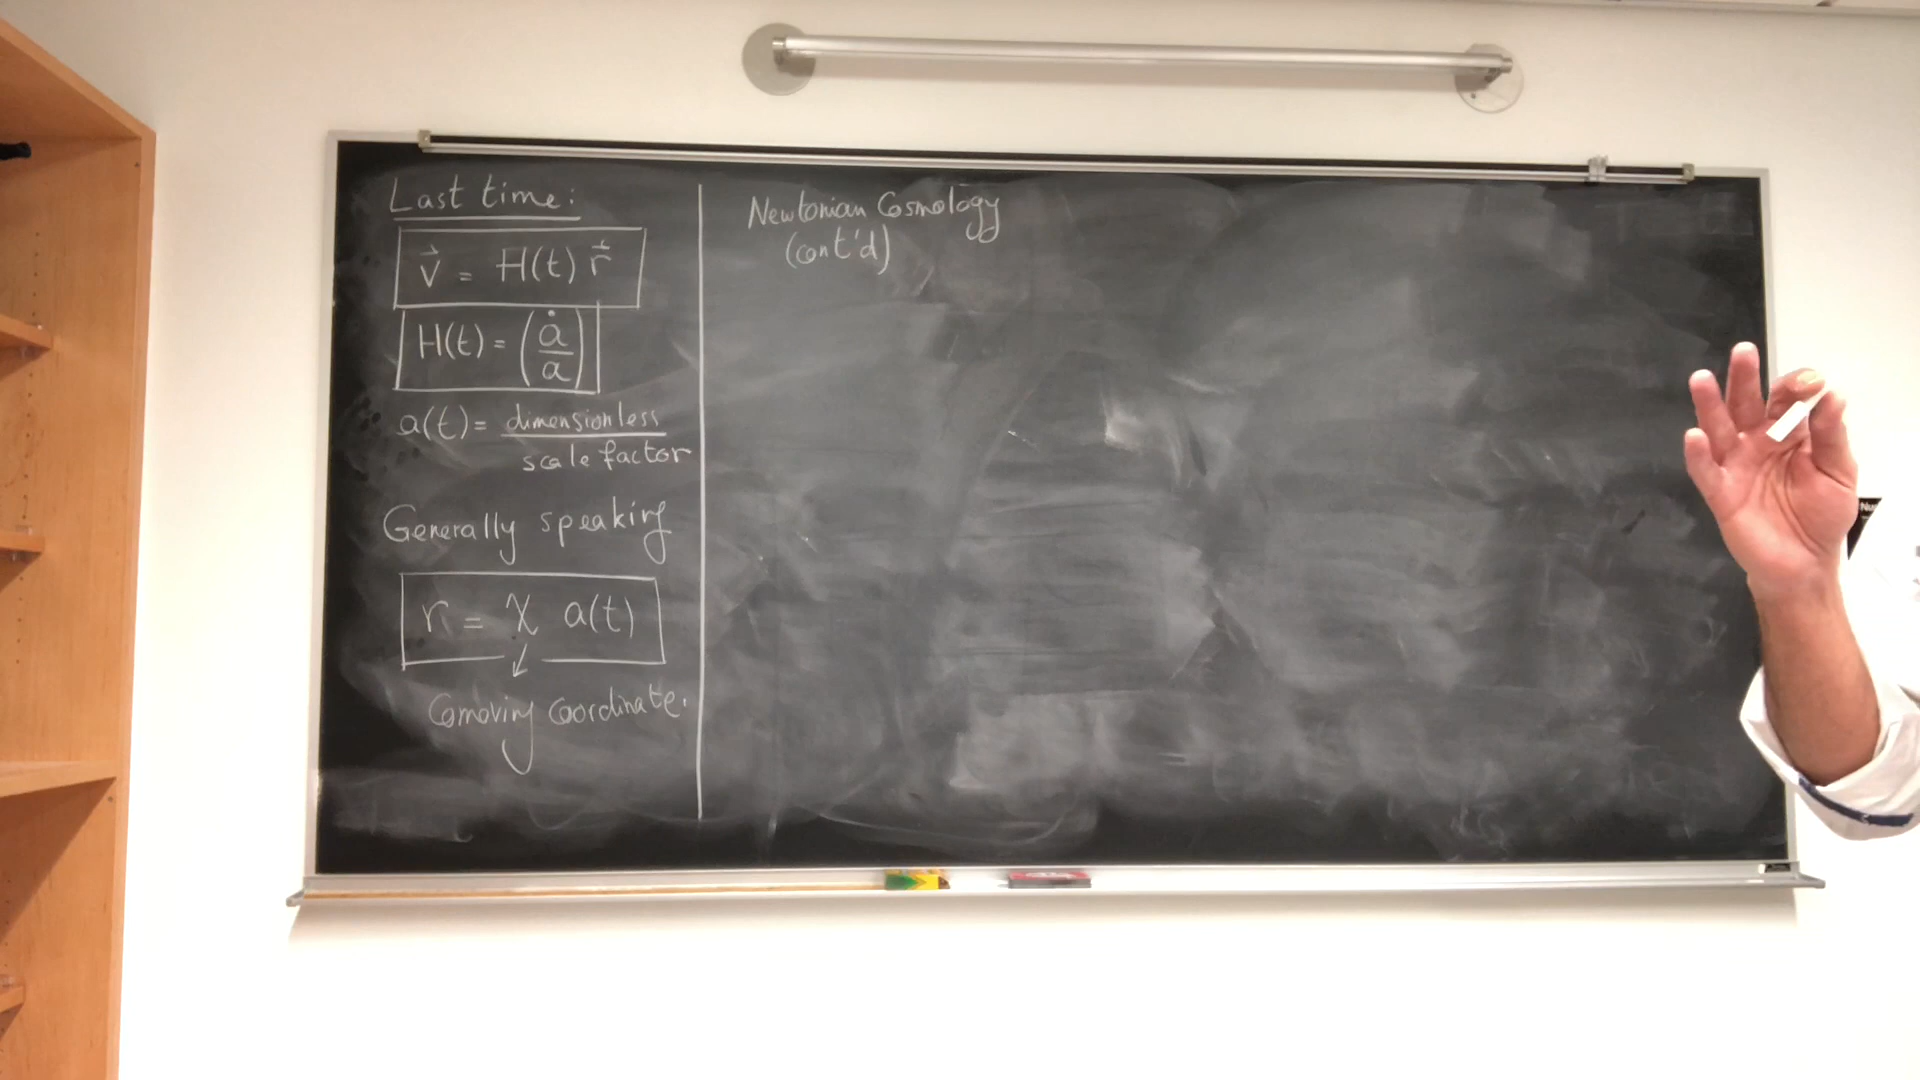 Last time:
v⃗ = H(t) r⃗
H(t) = (ȧ/a)
a(t) = dimensionless
scale factor
Generally speaking
r = χ a(t)
↙
Comoving coordinate.
Newtonian Cosmology
(cont'd)